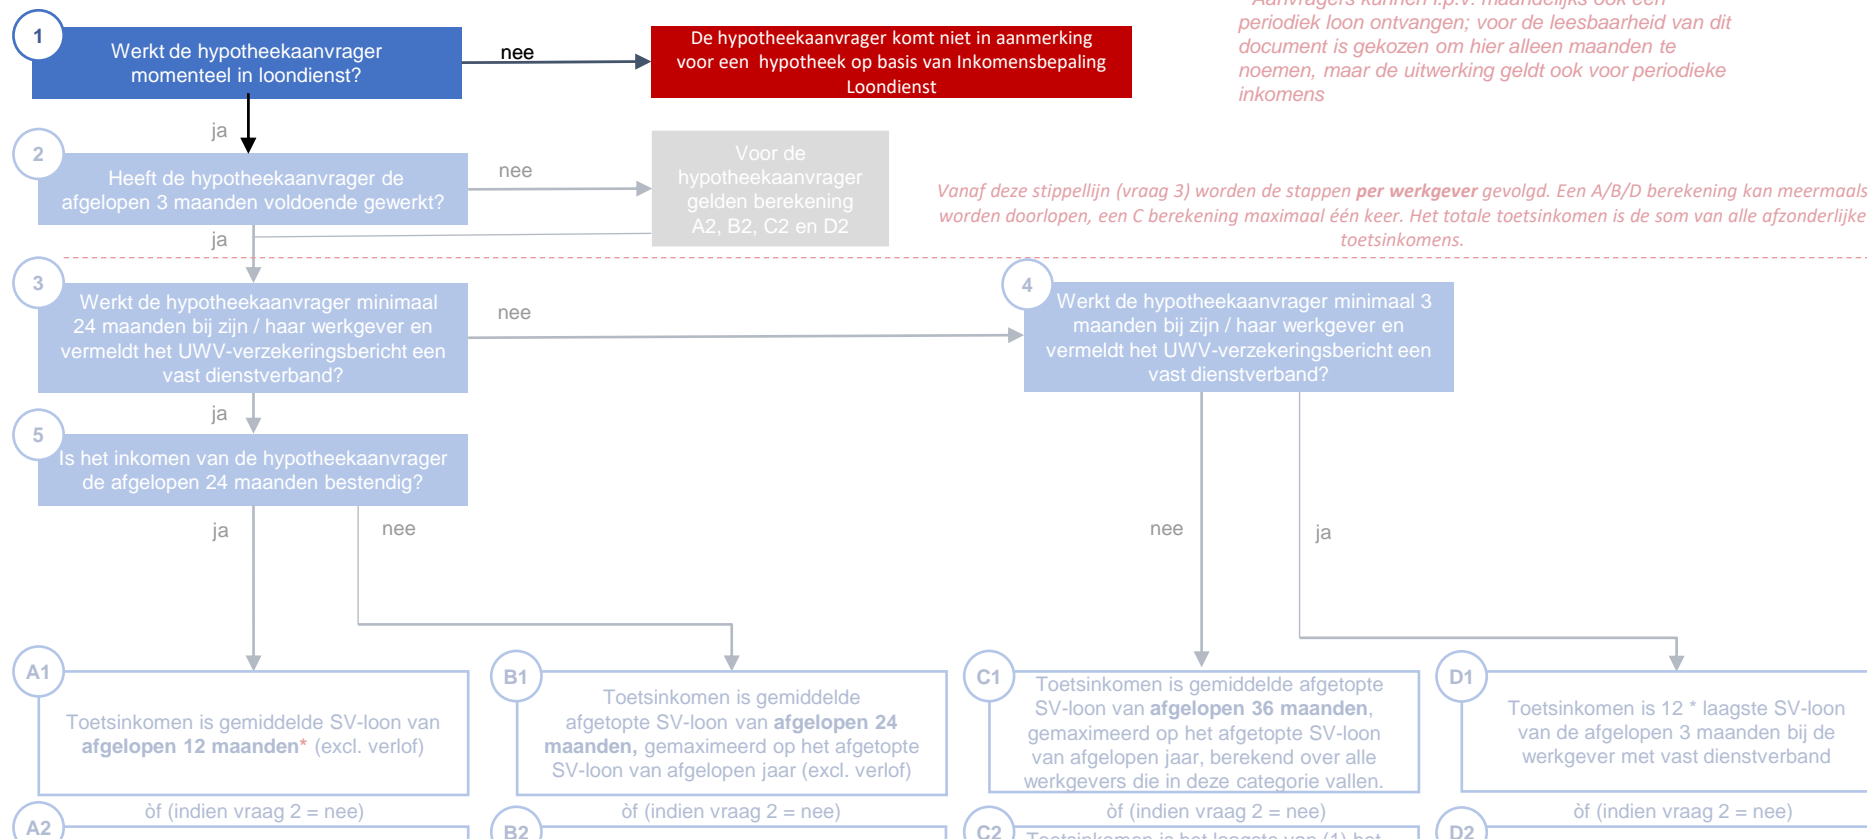 * Aanvragers kunnen i.p.v. maandelijks ook een
periodiek loon ontvangen; voor de leesbaarheid van dit
document is gekozen om hier alleen maanden te
noemen, maar de uitwerking geldt ook voor periodieke
inkomens
1
Werkt de hypotheekaanvrager
momenteel in loondienst?
nee
De hypotheekaanvrager komt niet in aanmerking
voor een hypotheek op basis van Inkomensbepaling
Loondienst
ja
2
Heeft de hypotheekaanvrager de
afgelopen 3 maanden voldoende gewerkt?
nee
Voor de
hypotheekaanvrager
gelden berekening
A2, B2, C2 en D2
Vanaf deze stippellijn (vraag 3) worden de stappen per werkgever gevolgd. Een A/B/D berekening kan meermaals
worden doorlopen, een C berekening maximaal één keer. Het totale toetsinkomen is de som van alle afzonderlijke
toetsinkomens.
ja
3
Werkt de hypotheekaanvrager minimaal
24 maanden bij zijn / haar werkgever en
vermeldt het UWV-verzekeringsbericht een
vast dienstverband?
nee
4
Werkt de hypotheekaanvrager minimaal 3
maanden bij zijn / haar werkgever en
vermeldt het UWV-verzekeringsbericht een
vast dienstverband?
ja
5
Is het inkomen van de hypotheekaanvrager
de afgelopen 24 maanden bestendig?
ja
nee
nee
ja
A1
Toetsinkomen is gemiddelde SV-loon van
afgelopen 12 maanden* (excl. verlof)
B1
Toetsinkomen is gemiddelde
afgetopte SV-loon van afgelopen 24
maanden, gemaximeerd op het afgetopte
SV-loon van afgelopen jaar (excl. verlof)
C1
Toetsinkomen is gemiddelde afgetopte
SV-loon van afgelopen 36 maanden,
gemaximeerd op het afgetopte SV-loon
van afgelopen jaar, berekend over alle
werkgevers die in deze categorie vallen.
D1
Toetsinkomen is 12 * laagste SV-loon
van de afgelopen 3 maanden bij de
werkgever met vast dienstverband
òf (indien vraag 2 = nee)
òf (indien vraag 2 = nee)
òf (indien vraag 2 = nee)
òf (indien vraag 2 = nee)
A2
B2
C2
Toetsinkomen is het laagste van (1) het
D2